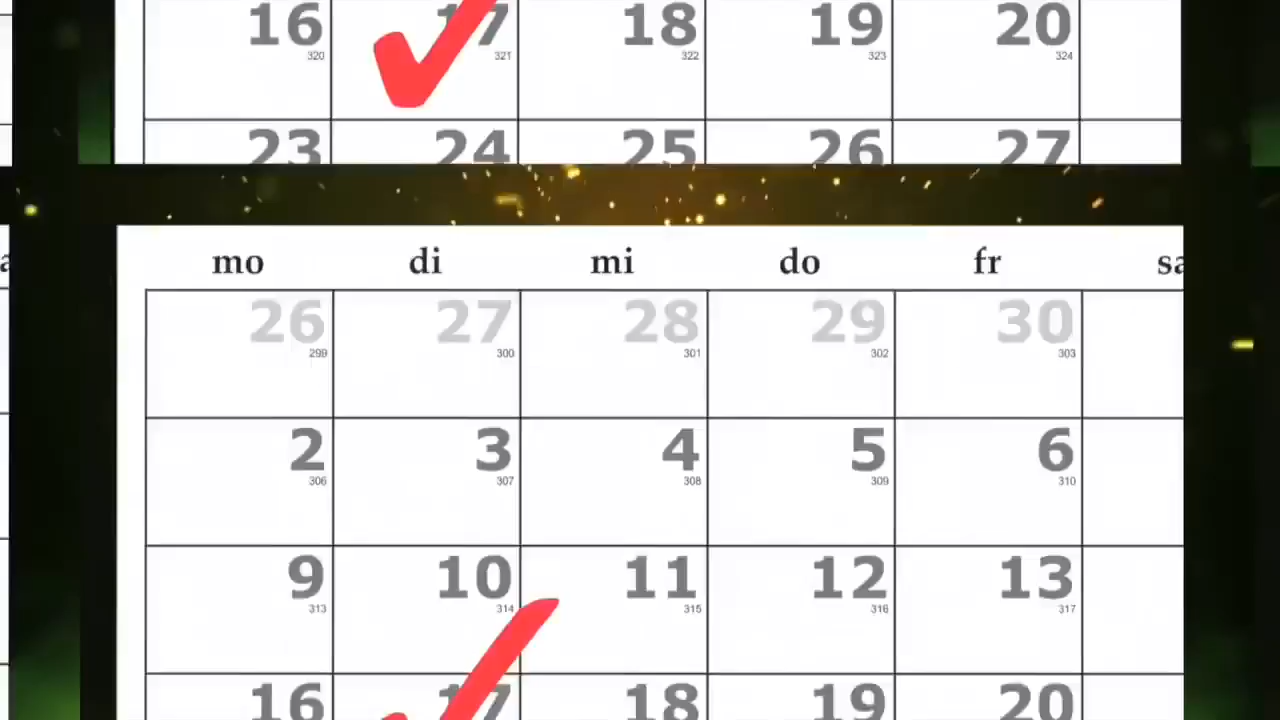 16 17 18 19 20
320 321 322 323 324
23 24 25 26 27
mo di mi do fr sa
26 27 28 29 30
299 300 301 302 303
2 3 4 5 6
306 307 308 309 310
9 10 11 12 13
313 314 315 316 317
16 17 18 19 20